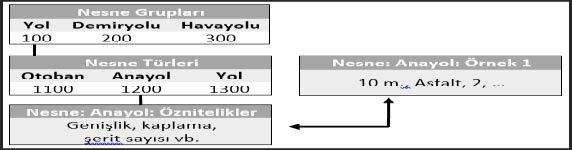 Nesne Grupları
Yol Demiryolu Havayolu
100 200 300
Nesne Türleri
Otoban Anayol Yol
1100 1200 1300
Nesne: Anayol: Öznitelikler
Genişlik, kaplama,
şerit sayısı vb.
Nesne: Anayol: Örnek 1
10 m., Asfalt, 2, ...